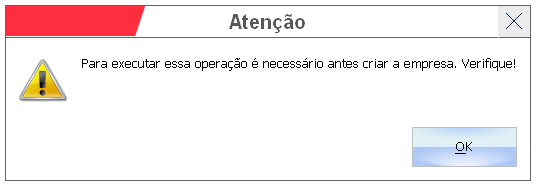 Atenção
Para executar essa operação é necessário antes criar a empresa. Verifique!
OK